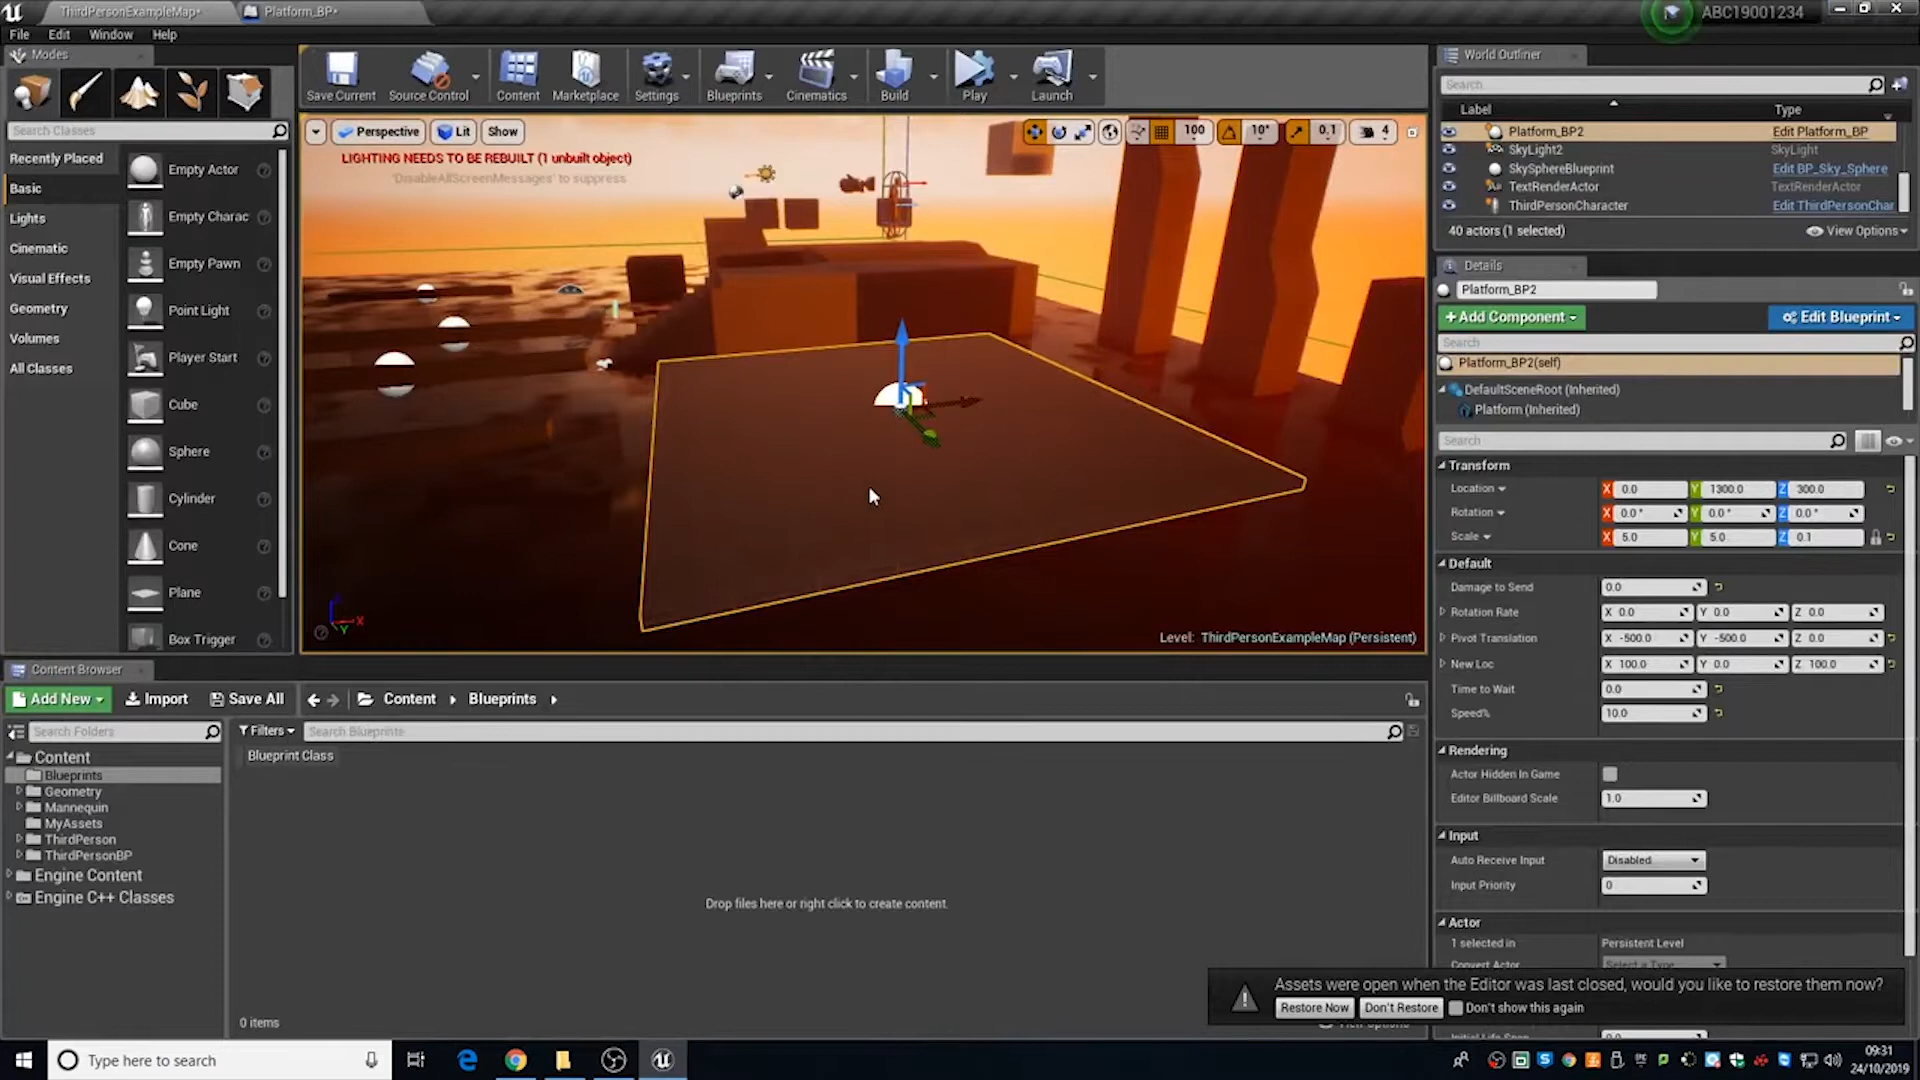 ThirdPersonExampleMap*
Platform_BP*
ABC19001234
File Edit Window Help
Modes
Search Classes
Recently Placed
Basic
Lights
Cinematic
Visual Effects
Geometry
Volumes
All Classes
Empty Actor
Empty Charac
Empty Pawn
Point Light
Player Start
Cube
Sphere
Cylinder
Cone
Plane
Box Trigger
Save Current
Source Control
Content
Marketplace
Settings
Blueprints
Cinematics
Build
Play
Launch
Perspective
Lit
Show
100
10°
0.1
4
LIGHTING NEEDS TO BE REBUILT (1 unbuilt object)
'DisableAllScreenMessages' to suppress
X
Y
Level: ThirdPersonExampleMap (Persistent)
World Outliner
Search
Label Type
Platform_BP2 Edit Platform_BP
SkyLight2 SkyLight
SkySphereBlueprint Edit BP_Sky_Sphere
TextRenderActor TextRenderActor
ThirdPersonCharacter Edit ThirdPersonChar
40 actors (1 selected) View Options
Details
Platform_BP2
+Add Component
Edit Blueprint
Search
Platform_BP2(self)
DefaultSceneRoot (Inherited)
Platform (Inherited)
Search
Transform
Location X 0.0 Y 1300.0 Z 300.0
Rotation X 0.0° Y 0.0° Z 0.0°
Scale X 5.0 Y 5.0 Z 0.1
Default
Damage to Send 0.0
Rotation Rate X 0.0 Y 0.0 Z 0.0
Pivot Translation X -500.0 Y -500.0 Z 0.0
New Loc X 100.0 Y 0.0 Z 100.0
Time to Wait 0.0
Speed% 10.0
Rendering
Actor Hidden In Game
Editor Billboard Scale 1.0
Input
Auto Receive Input Disabled
Input Priority 0
Actor
1 selected in Persistent Level
Convert Actor Select a Type
Assets were open when the Editor was last closed, would you like to restore them now?
Restore Now Don't Restore Don't show this again
Content Browser
Add New Import Save All Content Blueprints
Search Folders
Filters Search Blueprints
Blueprint Class
Content
Blueprints
Geometry
Mannequin
MyAssets
ThirdPerson
ThirdPersonBP
Engine Content
Engine C++ Classes
Drop files here or right click to create content.
0 items
Type here to search
09:31
24/10/2019